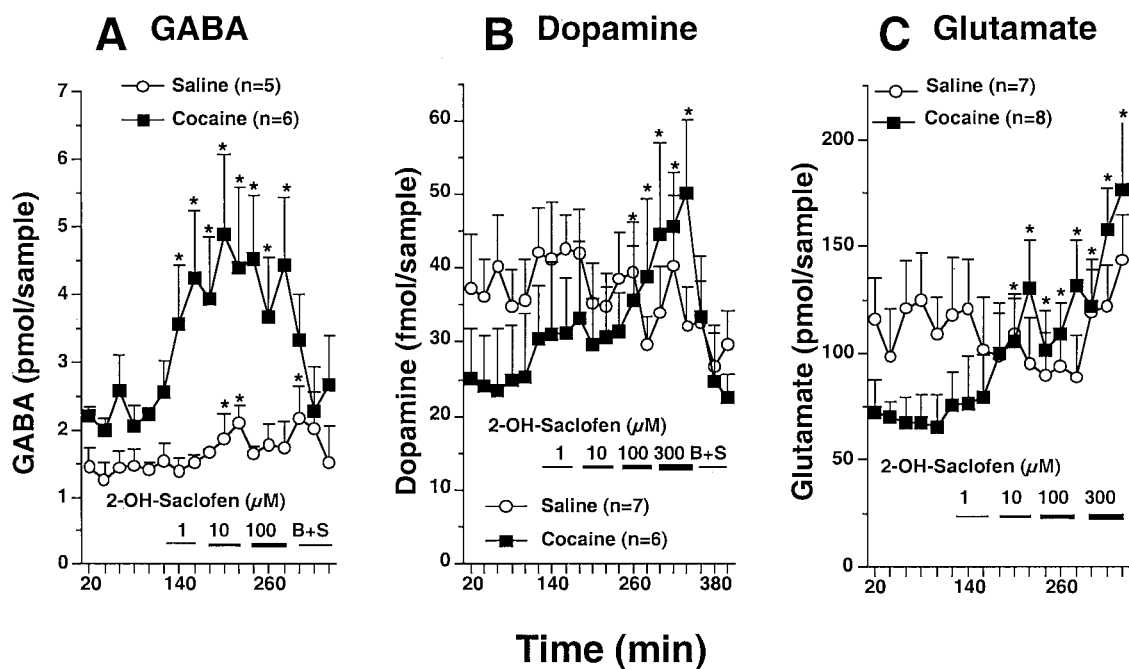 A GABA
B Dopamine
C Glutamate
Saline (n=5)
Cocaine (n=6)
GABA (pmol/sample)
7
6
5
4
3
2
1
0
2-OH-Saclofen (µM)
1 10 100 B+S
20 140 260
Dopamine (fmol/sample)
60
50
40
30
20
10
0
2-OH-Saclofen (µM)
1 10 100 300 B+S
Saline (n=7)
Cocaine (n=6)
20 140 260 380
Saline (n=7)
Cocaine (n=8)
Glutamate (pmol/sample)
200
150
100
50
0
2-OH-Saclofen (µM)
1 10 100 300
20 140 260
Time (min)